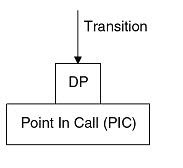 Transition
DP
Point In Call (PIC)